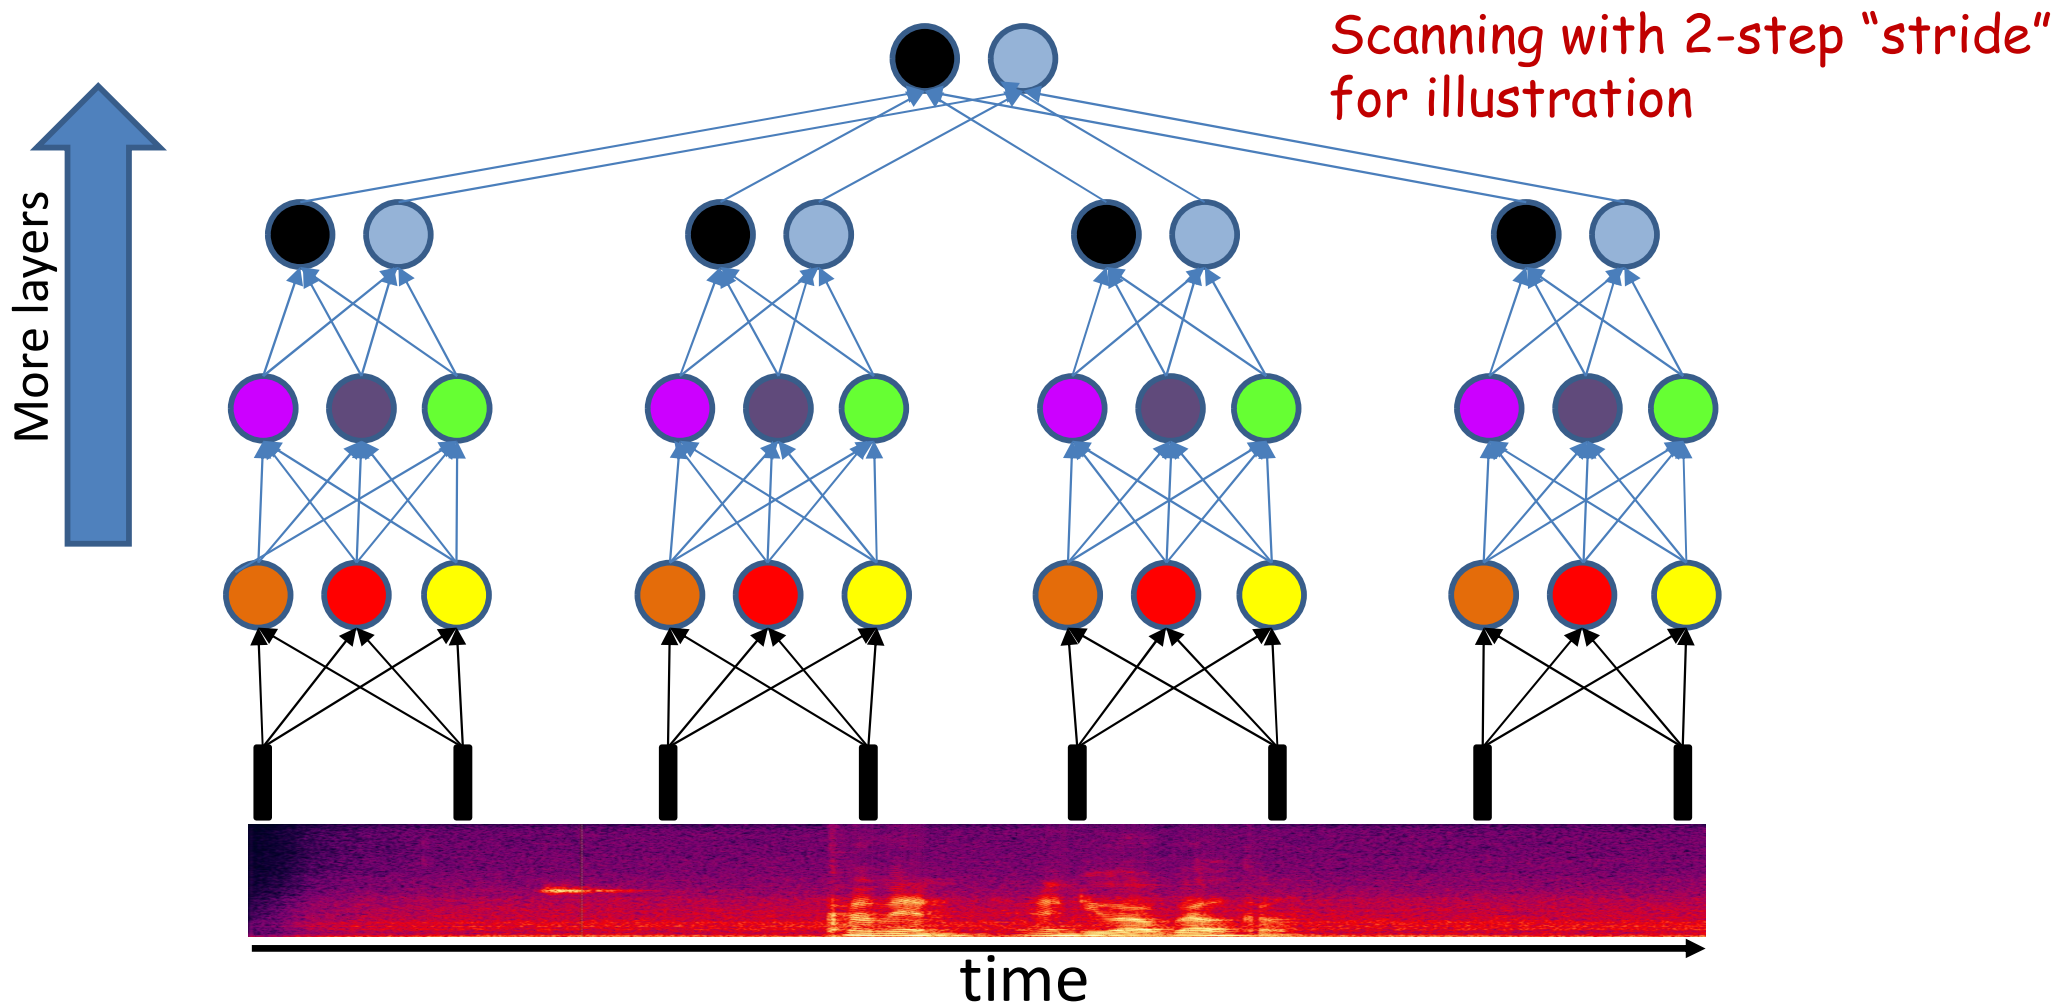 Scanning with 2-step “stride”
for illustration
More layers
time